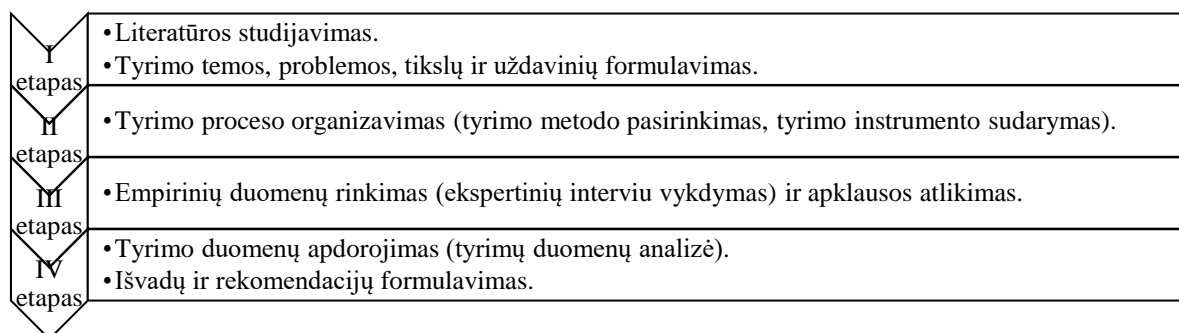 I
etapas
•Literatūros studijavimas.
•Tyrimo temos, problemos, tikslų ir uždavinių formulavimas.
II
etapas
•Tyrimo proceso organizavimas (tyrimo metodo pasirinkimas, tyrimo instrumento sudarymas).
III
etapas
•Empirinių duomenų rinkimas (ekspertinių interviu vykdymas) ir apklausos atlikimas.
IV
etapas
•Tyrimo duomenų apdorojimas (tyrimų duomenų analizė).
•Išvadų ir rekomendacijų formulavimas.